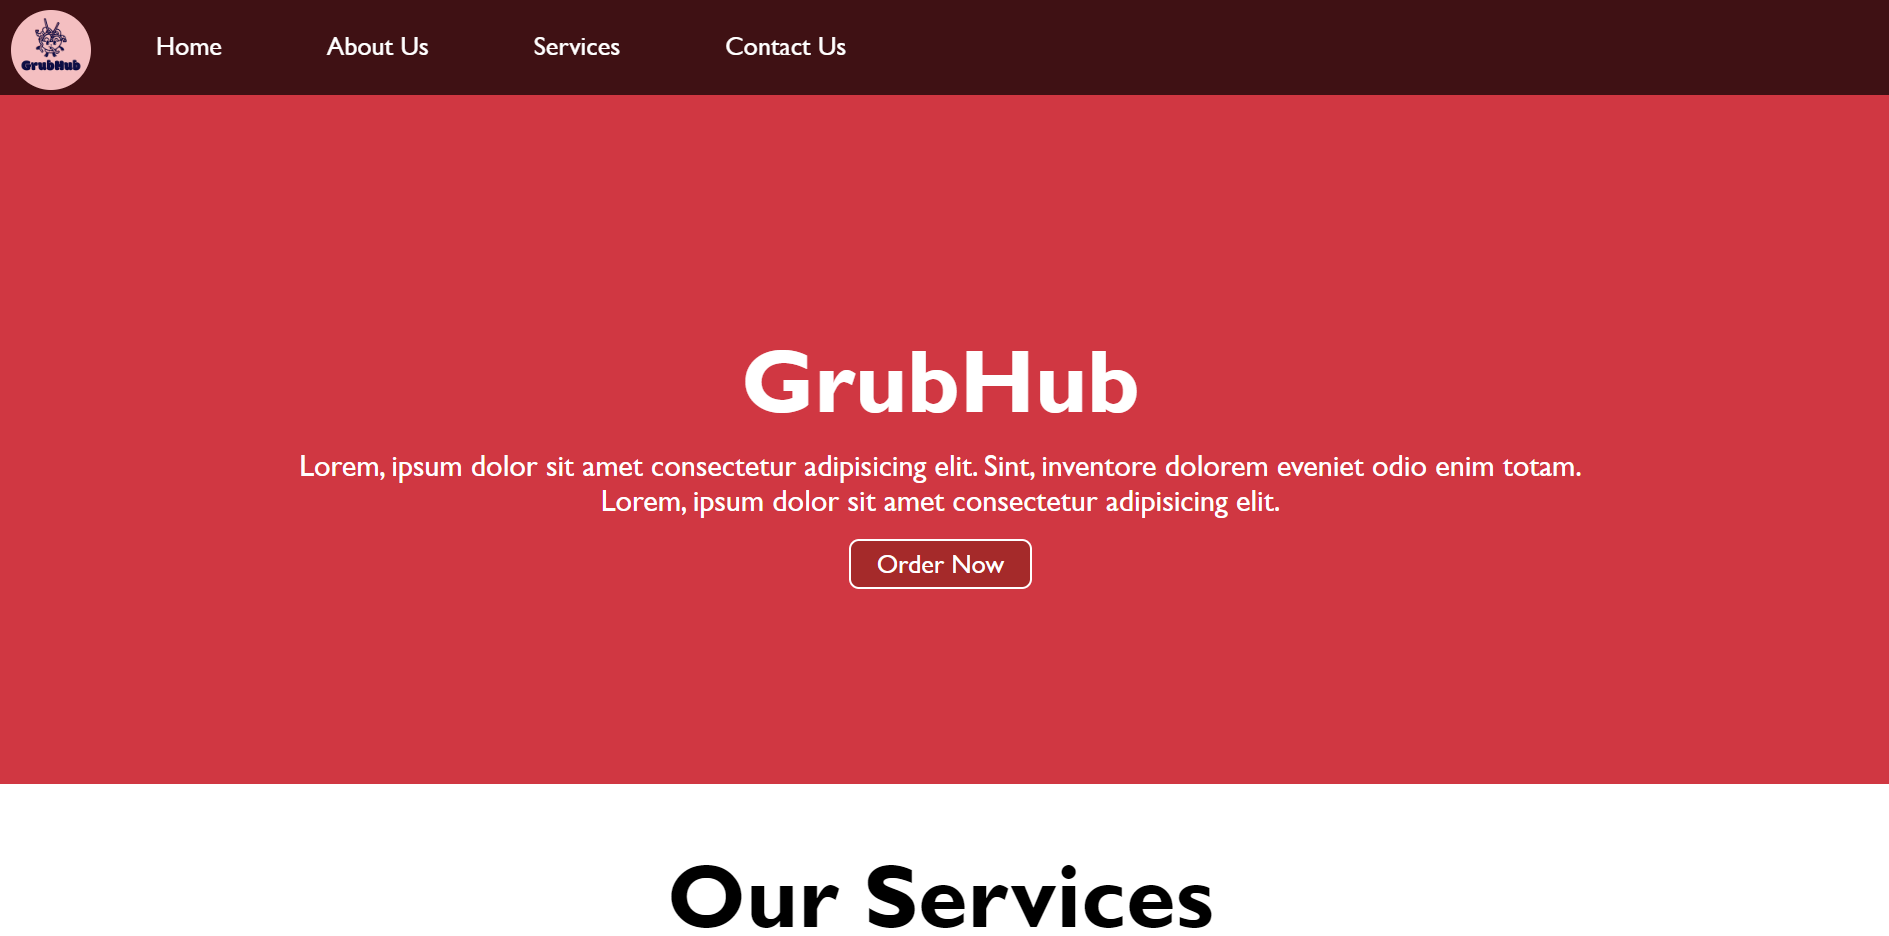 GrubHub
Home
About Us
Services
Contact Us
GrubHub
Lorem, ipsum dolor sit amet consectetur adipisicing elit. Sint, inventore dolorem eveniet odio enim totam.
Lorem, ipsum dolor sit amet consectetur adipisicing elit.
Order Now
Our Services